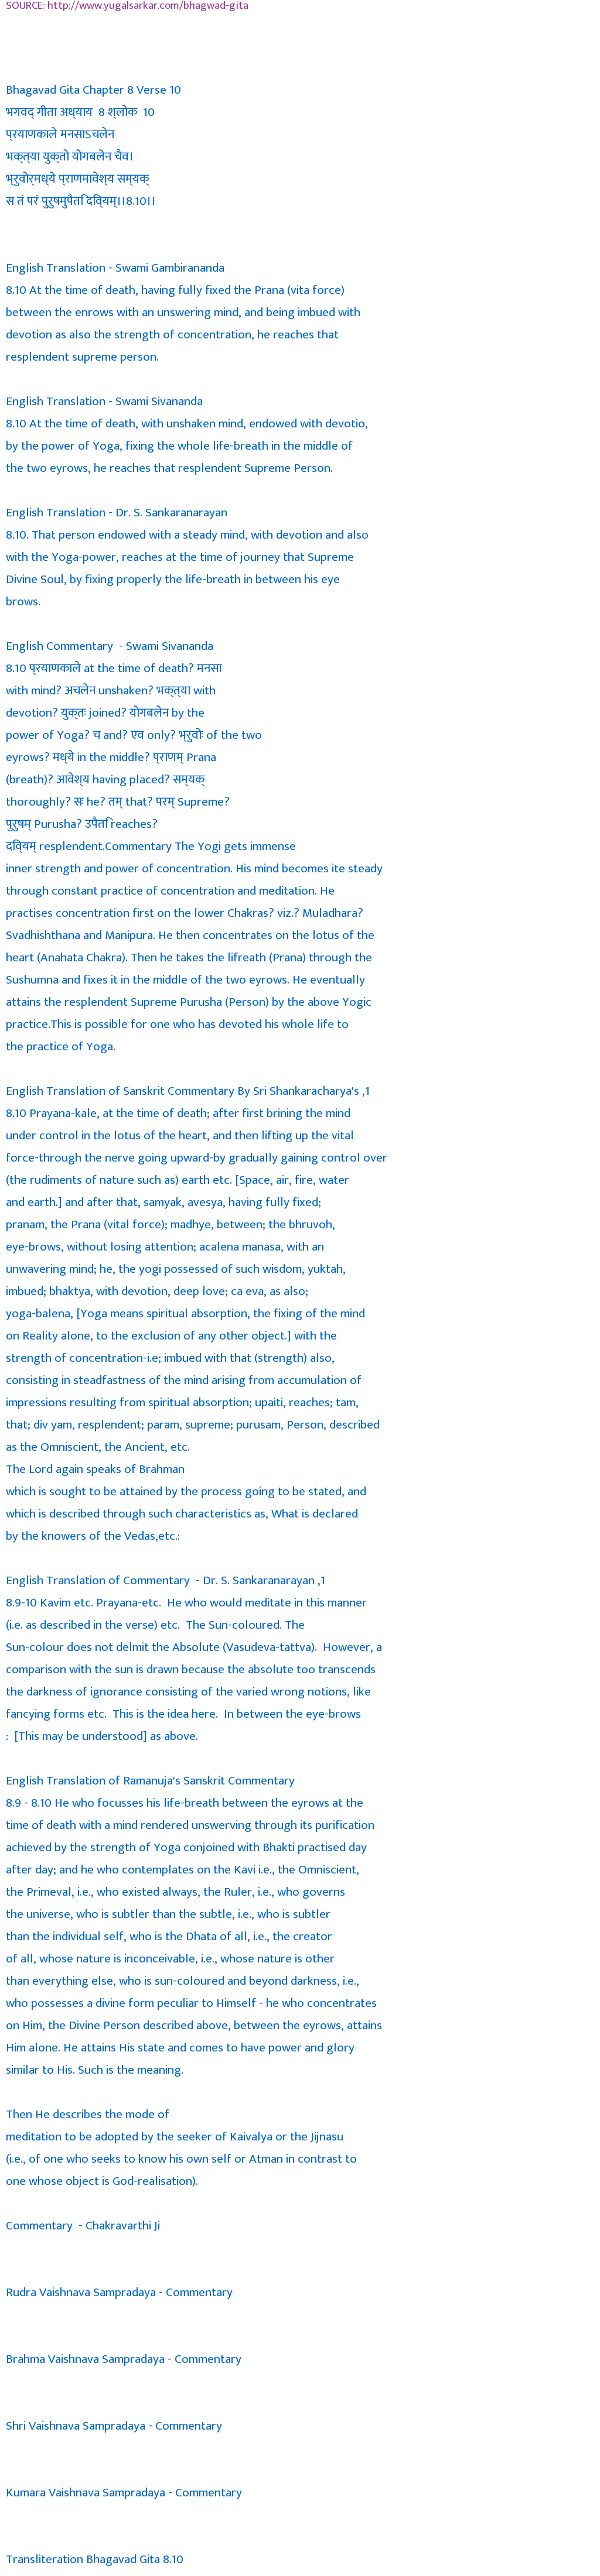 SOURCE: http://www.yugalsarkar.com/bhagwad-gita
Bhagavad Gita Chapter 8 Verse 10
भगवद् गीता अध्याय 8 श्लोक 10
प्रयाणकाले मनसाऽचलेन
भक्त्या युक्तो योगबलेन चैव।
भ्रुवोर्मध्ये प्राणमावेश्य सम्यक्
स तं परं पुरुषमुपैति दिव्यम्।।8.10।।
English Translation - Swami Gambirananda
8.10 At the time of death, having fully fixed the Prana (vita force)
between the enrows with an unswering mind, and being imbued with
devotion as also the strength of concentration, he reaches that
resplendent supreme person.
English Translation - Swami Sivananda
8.10 At the time of death, with unshaken mind, endowed with devotio,
by the power of Yoga, fixing the whole life-breath in the middle of
the two eyrows, he reaches that resplendent Supreme Person.
English Translation - Dr. S. Sankaranarayan
8.10. That person endowed with a steady mind, with devotion and also
with the Yoga-power, reaches at the time of journey that Supreme
Divine Soul, by fixing properly the life-breath in between his eye
brows.
English Commentary - Swami Sivananda
8.10 प्रयाणकाले at the time of death? मनसा
with mind? अचलेन unshaken? भक्त्या with
devotion? युक्तः joined? योगबलेन by the
power of Yoga? च and? एव only? भ्रुवोः of the two
eyrows? मध्ये in the middle? प्राणम् Prana
(breath)? आवेश्य having placed? सम्यक्
thoroughly? सः he? तम् that? परम् Supreme?
पुरुषम् Purusha? उपैति reaches?
दिव्यम् resplendent.Commentary The Yogi gets immense
inner strength and power of concentration. His mind becomes ite steady
through constant practice of concentration and meditation. He
practises concentration first on the lower Chakras? viz.? Muladhara?
Svadhishthana and Manipura. He then concentrates on the lotus of the
heart (Anahata Chakra). Then he takes the lifreath (Prana) through the
Sushumna and fixes it in the middle of the two eyrows. He eventually
attains the resplendent Supreme Purusha (Person) by the above Yogic
practice.This is possible for one who has devoted his whole life to
the practice of Yoga.
English Translation of Sanskrit Commentary By Sri Shankaracharya's ,1
8.10 Prayana-kale, at the time of death; after first brining the mind
under control in the lotus of the heart, and then lifting up the vital
force-through the nerve going upward-by gradually gaining control over
(the rudiments of nature such as) earth etc. [Space, air, fire, water
and earth.] and after that, samyak, avesya, having fully fixed;
pranam, the Prana (vital force); madhye, between; the bhruvoh,
eye-brows, without losing attention; acalena manasa, with an
unwavering mind; he, the yogi possessed of such wisdom, yuktah,
imbued; bhaktya, with devotion, deep love; ca eva, as also;
yoga-balena, [Yoga means spiritual absorption, the fixing of the mind
on Reality alone, to the exclusion of any other object.] with the
strength of concentration-i.e; imbued with that (strength) also,
consisting in steadfastness of the mind arising from accumulation of
impressions resulting from spiritual absorption; upaiti, reaches; tam,
that; div yam, resplendent; param, supreme; purusam, Person, described
as the Omniscient, the Ancient, etc.
The Lord again speaks of Brahman
which is sought to be attained by the process going to be stated, and
which is described through such characteristics as, What is declared
by the knowers of the Vedas,etc.:
English Translation of Commentary - Dr. S. Sankaranarayan ,1
8.9-10 Kavim etc. Prayana-etc. He who would meditate in this manner
(i.e. as described in the verse) etc. The Sun-coloured. The
Sun-colour does not delmit the Absolute (Vasudeva-tattva). However, a
comparison with the sun is drawn because the absolute too transcends
the darkness of ignorance consisting of the varied wrong notions, like
fancying forms etc. This is the idea here. In between the eye-brows
: [This may be understood] as above.
English Translation of Ramanuja's Sanskrit Commentary
8.9 - 8.10 He who focusses his life-breath between the eyrows at the
time of death with a mind rendered unswerving through its purification
achieved by the strength of Yoga conjoined with Bhakti practised day
after day; and he who contemplates on the Kavi i.e., the Omniscient,
the Primeval, i.e., who existed always, the Ruler, i.e., who governs
the universe, who is subtler than the subtle, i.e., who is subtler
than the individual self, who is the Dhata of all, i.e., the creator
of all, whose nature is inconceivable, i.e., whose nature is other
than everything else, who is sun-coloured and beyond darkness, i.e.,
who possesses a divine form peculiar to Himself - he who concentrates
on Him, the Divine Person described above, between the eyrows, attains
Him alone. He attains His state and comes to have power and glory
similar to His. Such is the meaning.
Then He describes the mode of
meditation to be adopted by the seeker of Kaivalya or the Jijnasu
(i.e., of one who seeks to know his own self or Atman in contrast to
one whose object is God-realisation).
Commentary - Chakravarthi Ji
Rudra Vaishnava Sampradaya - Commentary
Brahma Vaishnava Sampradaya - Commentary
Shri Vaishnava Sampradaya - Commentary
Kumara Vaishnava Sampradaya - Commentary
Transliteration Bhagavad Gita 8.10